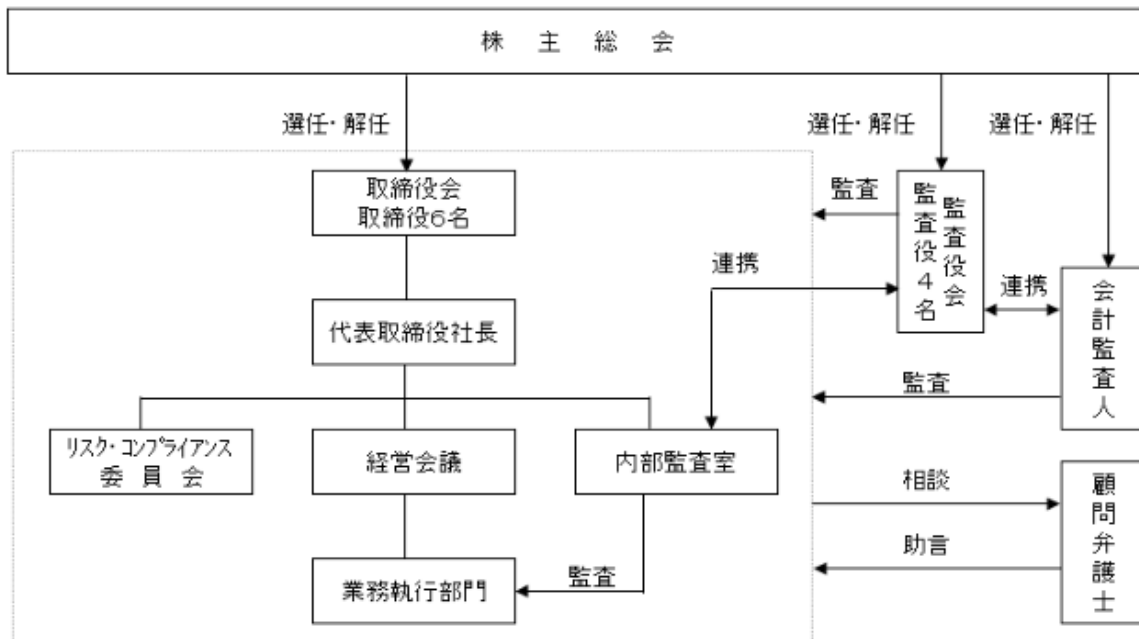 株主総会
選任・解任
選任・解任
選任・解任
取締役会
取締役6名
監査
監査役会
監査役4名
連携
連携
会計監査人
代表取締役社長
監査
リスク・コンプライアンス
委員会
経営会議
内部監査室
相談
顧問弁護士
助言
業務執行部門
監査